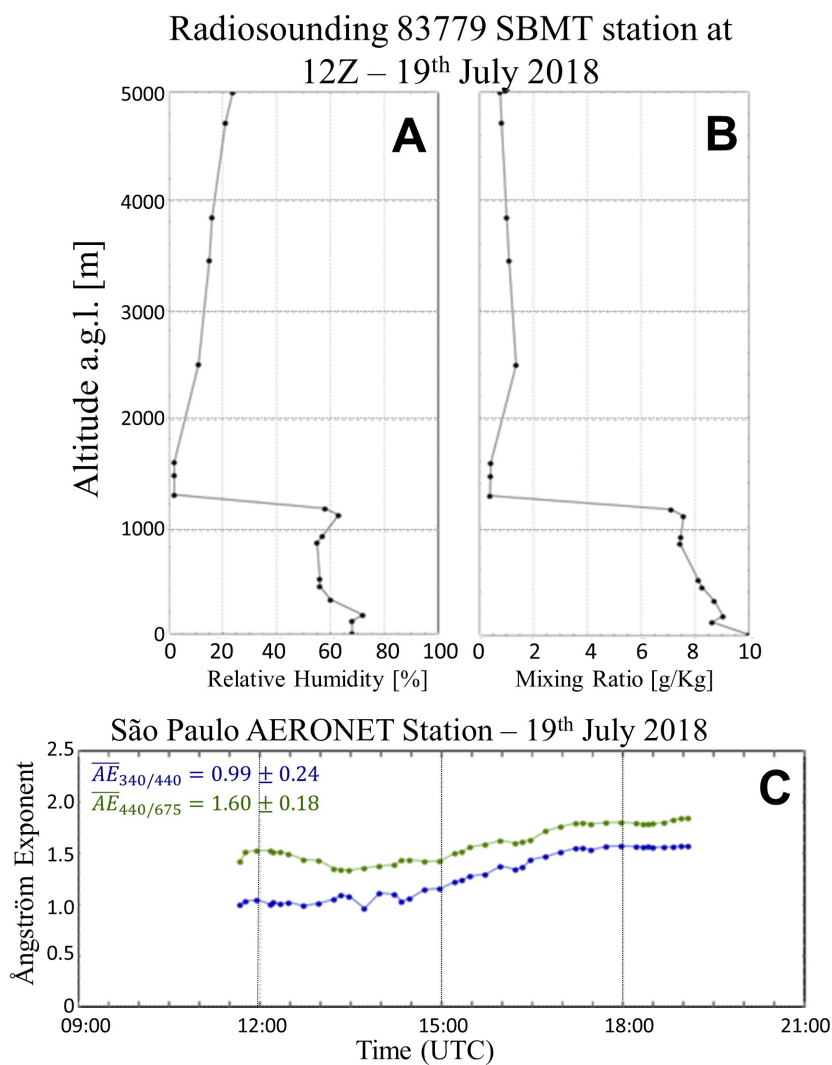 Radiosounding 83779 SBMT station at
12Z – 19th July 2018
A
B
Altitude a.g.l. [m]
5000
4000
3000
2000
1000
0
0 20 40 60 80 100
0 2 4 6 8 10
Relative Humidity [%]
Mixing Ratio [g/Kg]
São Paulo AERONET Station – 19th July 2018
C
AE340/440 = 0.99 ± 0.24
AE440/675 = 1.60 ± 0.18
Ångström Exponent
2.5
2.0
1.5
1.0
0.5
0
09:00 12:00 15:00 18:00 21:00
Time (UTC)